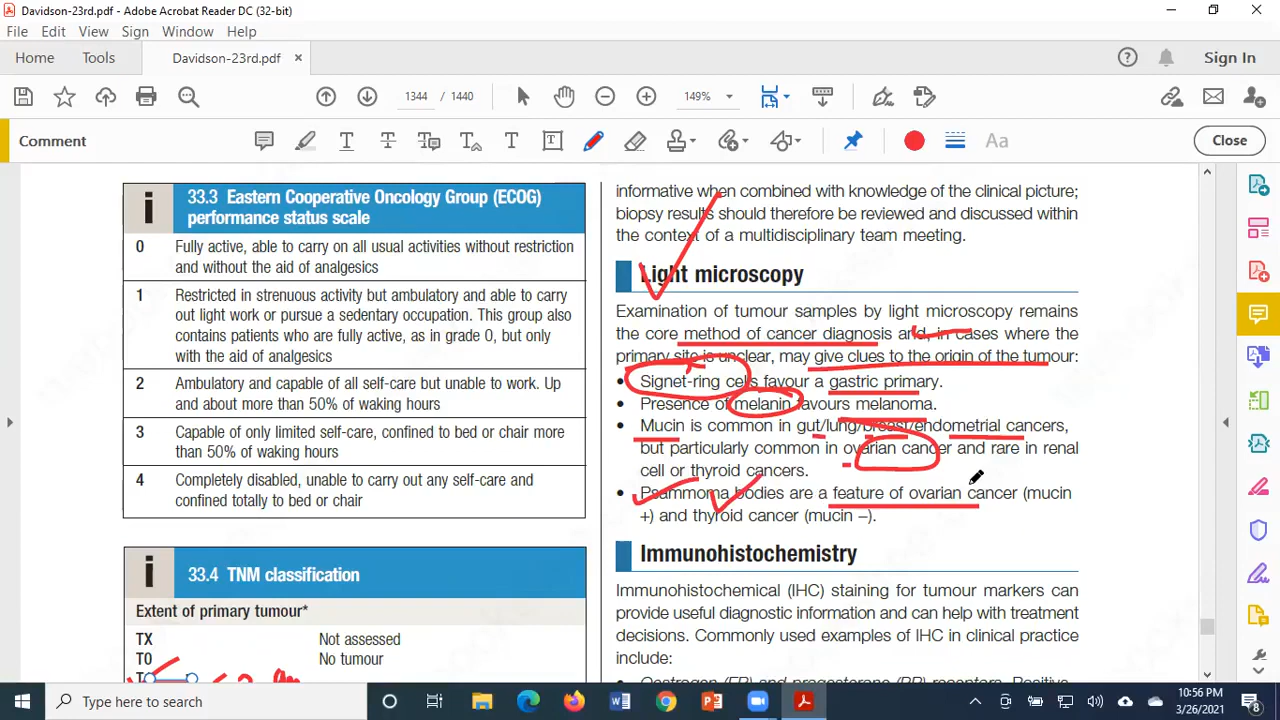 Davidson-23rd.pdf - Adobe Acrobat Reader DC (32-bit)
File Edit View Sign Window Help
Home Tools Davidson-23rd.pdf × Sign In
1344 / 1440 149%
Comment Aa Close
i 33.3 Eastern Cooperative Oncology Group (ECOG)
performance status scale
0 Fully active, able to carry on all usual activities without restriction
and without the aid of analgesics
1 Restricted in strenuous activity but ambulatory and able to carry
out light work or pursue a sedentary occupation. This group also
contains patients who are fully active, as in grade 0, but only
with the aid of analgesics
2 Ambulatory and capable of all self-care but unable to work. Up
and about more than 50% of waking hours
3 Capable of only limited self-care, confined to bed or chair more
than 50% of waking hours
4 Completely disabled, unable to carry out any self-care and
confined totally to bed or chair
i 33.4 TNM classification
Extent of primary tumour*
TX Not assessed
T0 No tumour
informative when combined with knowledge of the clinical picture;
biopsy results should therefore be reviewed and discussed within
the context of a multidisciplinary team meeting.
Light microscopy
Examination of tumour samples by light microscopy remains
the core method of cancer diagnosis and, in cases where the
primary site is unclear, may give clues to the origin of the tumour:
• Signet-ring cells favour a gastric primary.
• Presence of melanin favours melanoma.
• Mucin is common in gut/lung/breast/endometrial cancers,
but particularly common in ovarian cancer and rare in renal
cell or thyroid cancers.
• Psammoma bodies are a feature of ovarian cancer (mucin
+) and thyroid cancer (mucin –).
Immunohistochemistry
Immunohistochemical (IHC) staining for tumour markers can
provide useful diagnostic information and can help with treatment
decisions. Commonly used examples of IHC in clinical practice
include:
• Oestrogen (ER) and progesterone (PR) receptors. Positive
Type here to search
10:56 PM
3/26/2021
8